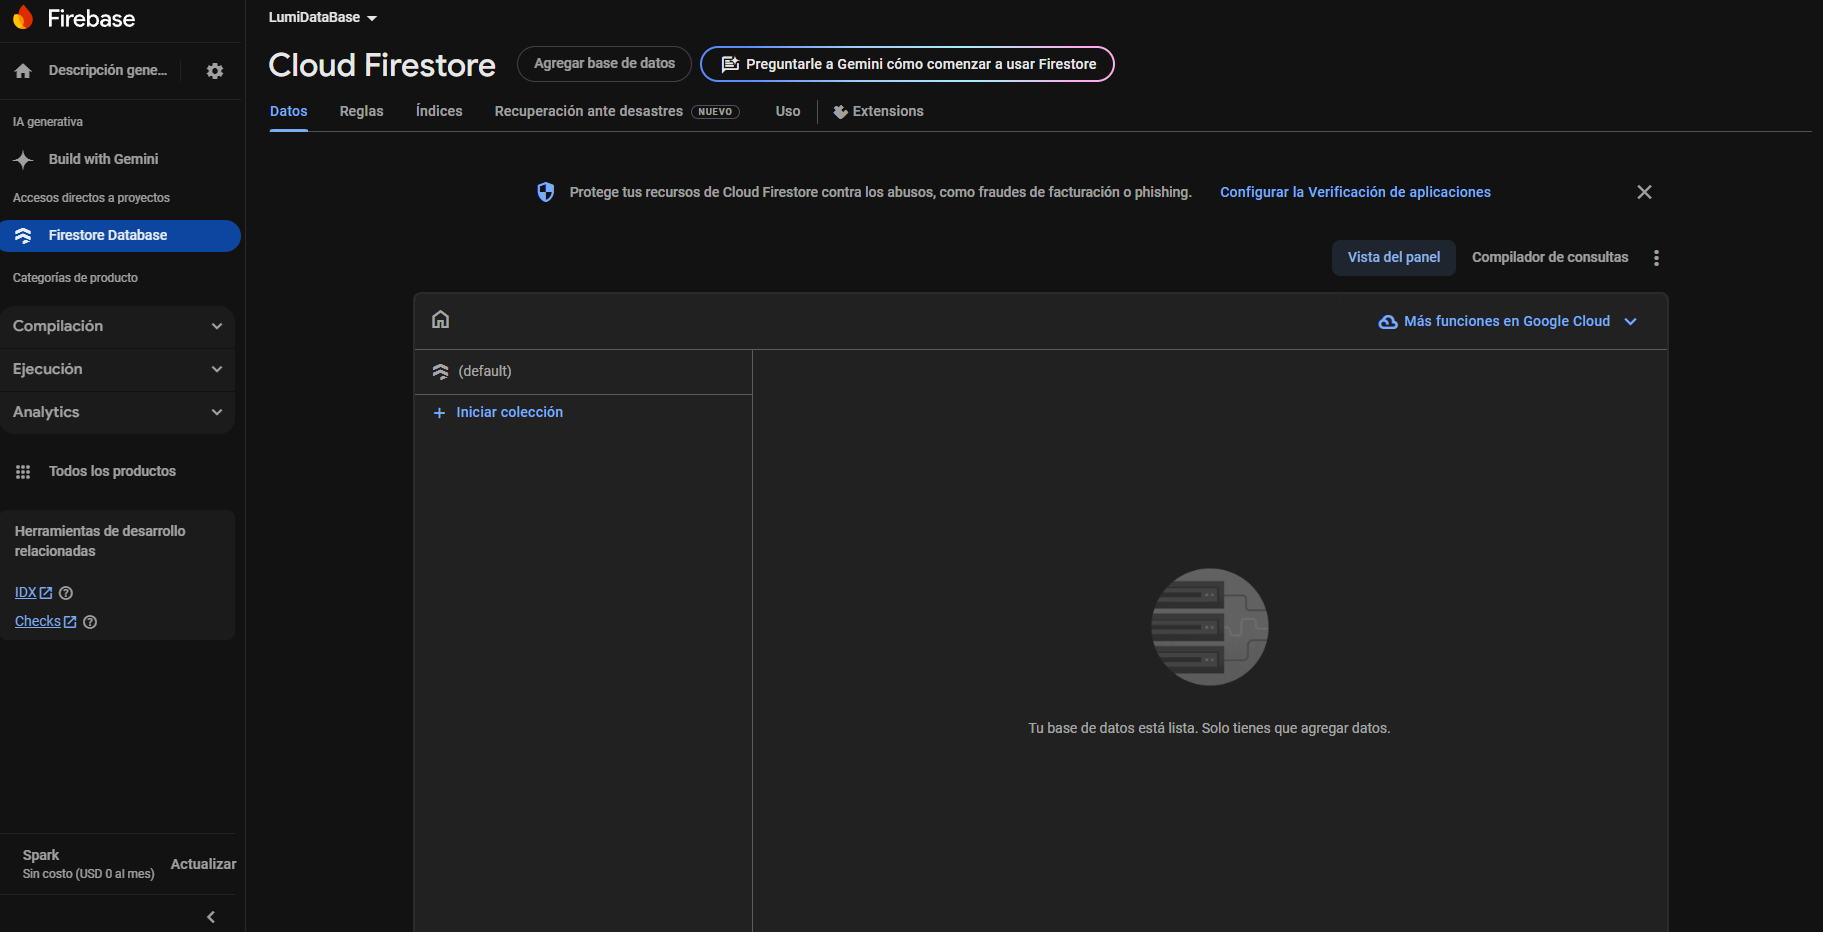 Firebase
LumiDataBase
Descripción gene...
Cloud Firestore
Agregar base de datos
Preguntarle a Gemini cómo comenzar a usar Firestore
Datos
Reglas
Índices
Recuperación ante desastres NUEVO
Uso
Extensions
IA generativa
Build with Gemini
Accesos directos a proyectos
Firestore Database
Categorías de producto
Compilación
Ejecución
Analytics
Todos los productos
Herramientas de desarrollo
relacionadas
IDX
Checks
Spark
Sin costo (USD 0 al mes)
Actualizar
Protege tus recursos de Cloud Firestore contra los abusos, como fraudes de facturación o phishing.
Configurar la Verificación de aplicaciones
Vista del panel
Compilador de consultas
Más funciones en Google Cloud
(default)
+ Iniciar colección
Tu base de datos está lista. Solo tienes que agregar datos.